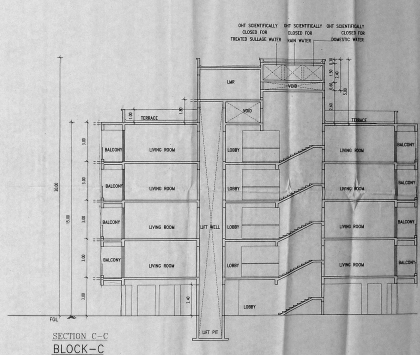 OHT SCIENTIFICALLY OHT SCIENTIFICALLY OHT SCIENTIFICALLY
CLOSED FOR CLOSED FOR CLOSED FOR
TREATED SULLAGE WATER RAIN WATER DOMESTIC WATER
LMR
VOID
VOID
TERRACE TERRACE
BALCONY LIVING ROOM LOBBY LIVING ROOM BALCONY
BALCONY LIVING ROOM LOBBY LIVING ROOM BALCONY
BALCONY LIVING ROOM LIFT WELL LOBBY LIVING ROOM BALCONY
BALCONY LIVING ROOM LOBBY LIVING ROOM BALCONY
LOBBY
FGL
LIFT PIT
SECTION C-C
BLOCK-C